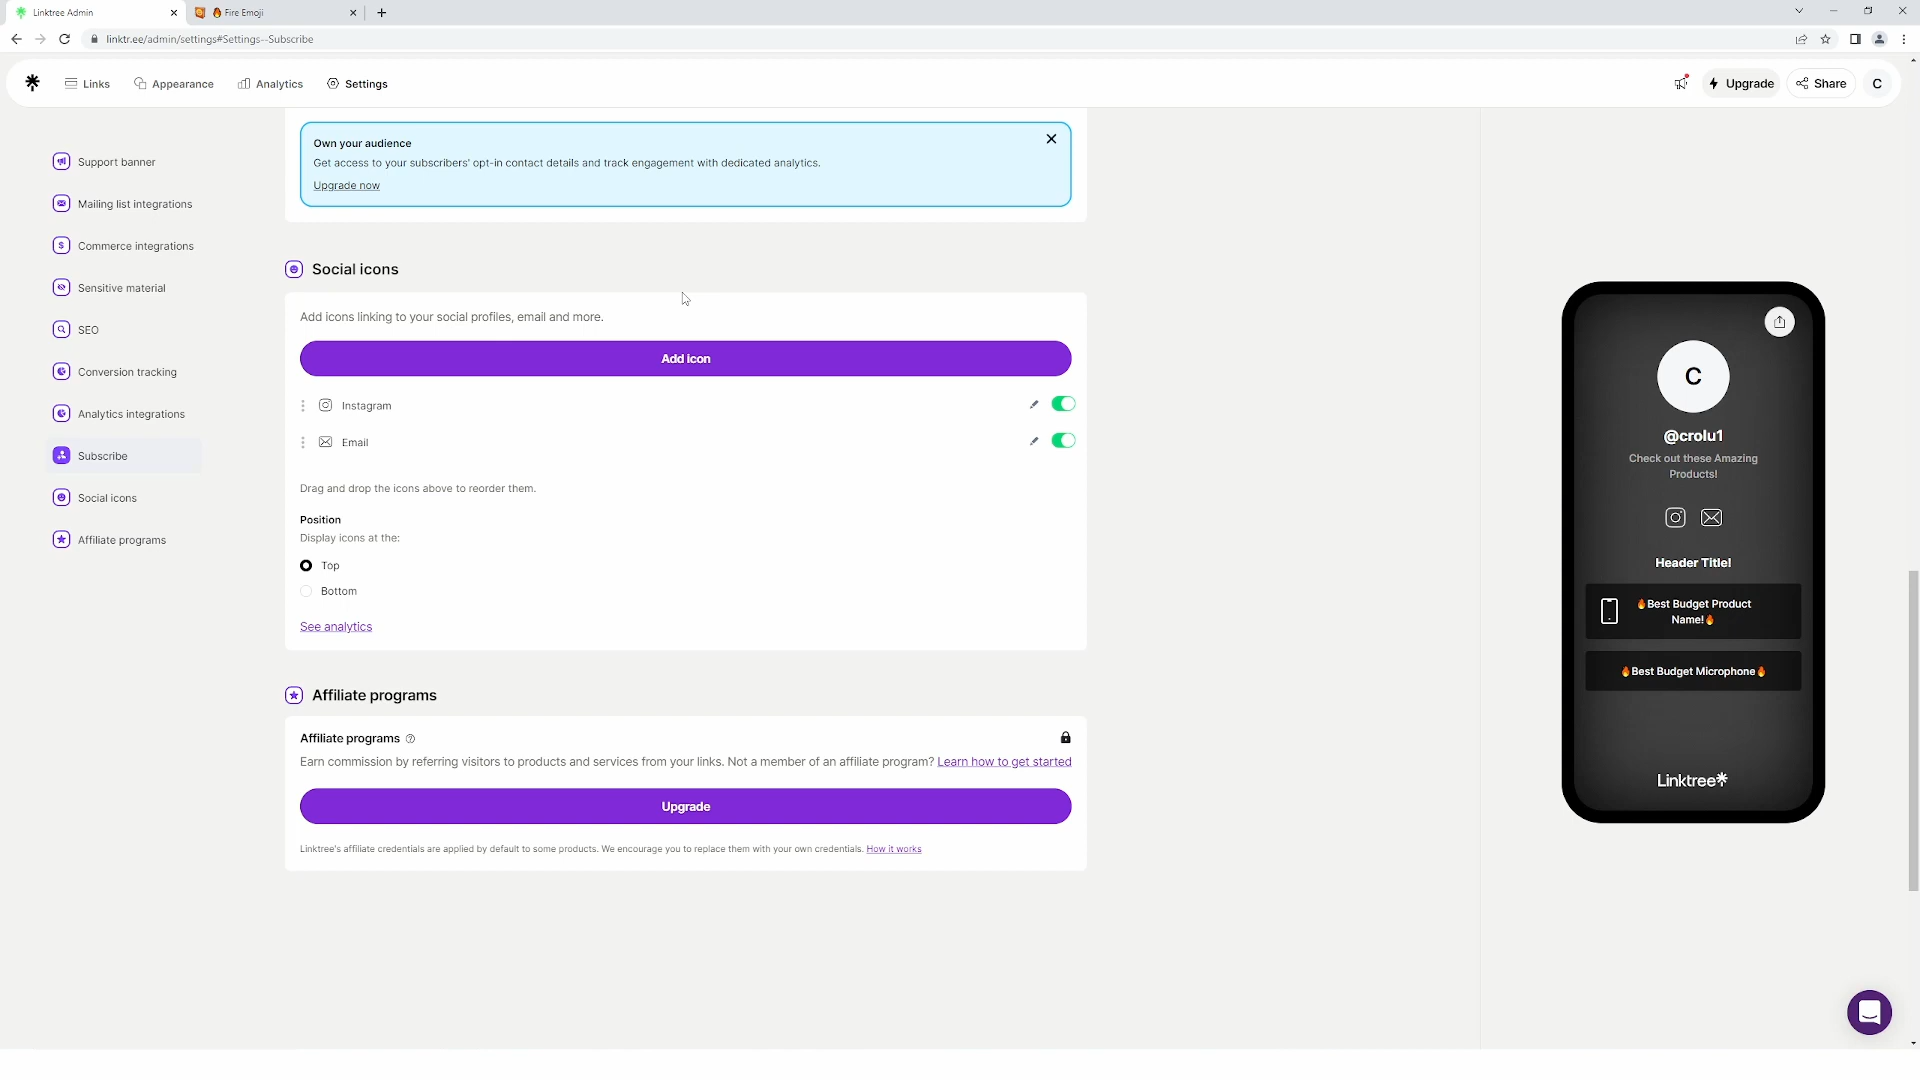 Linktree Admin
🔥 Fire Emoji
linktr.ee/admin/settings#Settings--Subscribe
Links
Appearance
Analytics
Settings
Upgrade
Share
C
Support banner
Mailing list integrations
Commerce integrations
Sensitive material
SEO
Conversion tracking
Analytics integrations
Subscribe
Social icons
Affiliate programs
Own your audience
Get access to your subscribers' opt-in contact details and track engagement with dedicated analytics.
Upgrade now
Social icons
Add icons linking to your social profiles, email and more.
Add icon
Instagram
Email
Drag and drop the icons above to reorder them.
Position
Display icons at the:
Top
Bottom
See analytics
Affiliate programs
Affiliate programs
Earn commission by referring visitors to products and services from your links. Not a member of an affiliate program? Learn how to get started
Upgrade
Linktree's affiliate credentials are applied by default to some products. We encourage you to replace them with your own credentials. How it works
C
@crolu1
Check out these Amazing
Products!
Header Title!
🔥Best Budget Product
Name!🔥
🔥Best Budget Microphone🔥
Linktree*